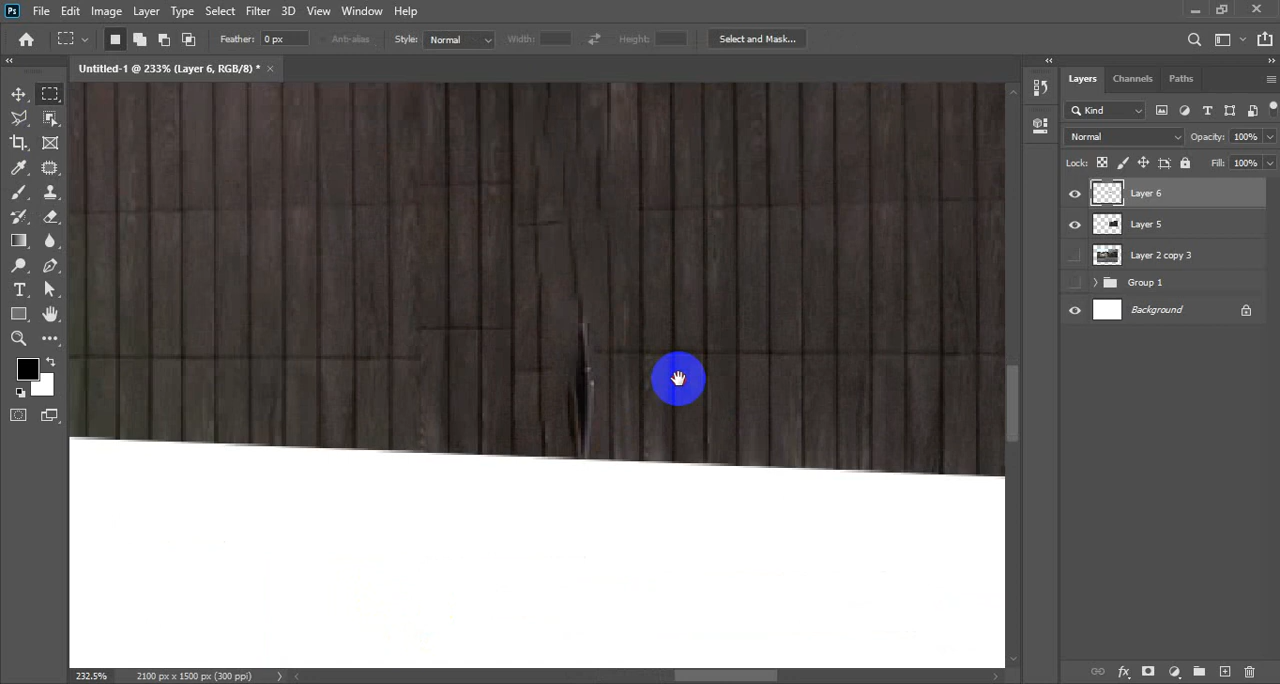 Ps File Edit Image Layer Type Select Filter 3D View Window Help
Feather: 0 px Anti-alias Style: Normal Width: Height: Select and Mask...
Untitled-1 @ 233% (Layer 6, RGB/8) * ×
Layers Channels Paths
Kind
Normal Opacity: 100%
Lock: Fill: 100%
Layer 6
Layer 5
Layer 2 copy 3
Group 1
Background
232.5% 2100 px x 1500 px (300 ppi)